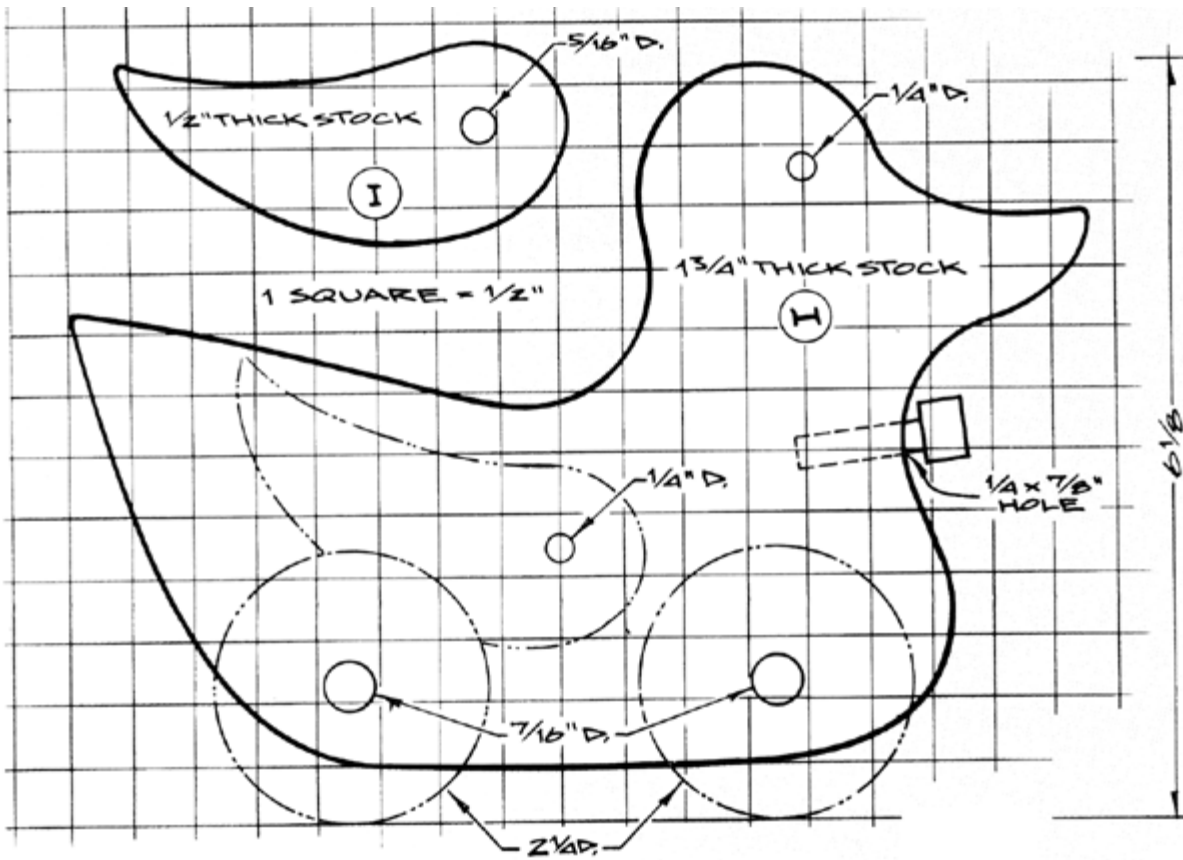 5/16" D.
1/4" D.
1/2" THICK STOCK
I
1 3/4" THICK STOCK
1 SQUARE = 1/2"
H
6 1/8
1/4" D.
1/4 x 7/8"
HOLE
7/16" D.
2 1/4 D.